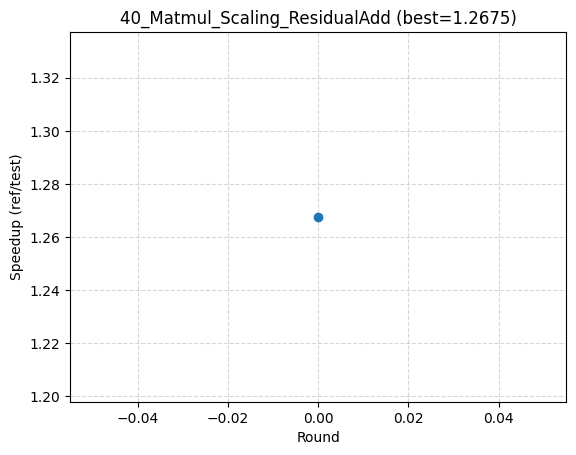 40_Matmul_Scaling_ResidualAdd (best=1.2675)
Speedup (ref/test)
1.32
1.30
1.28
1.26
1.24
1.22
1.20
−0.04 −0.02 0.00 0.02 0.04
Round